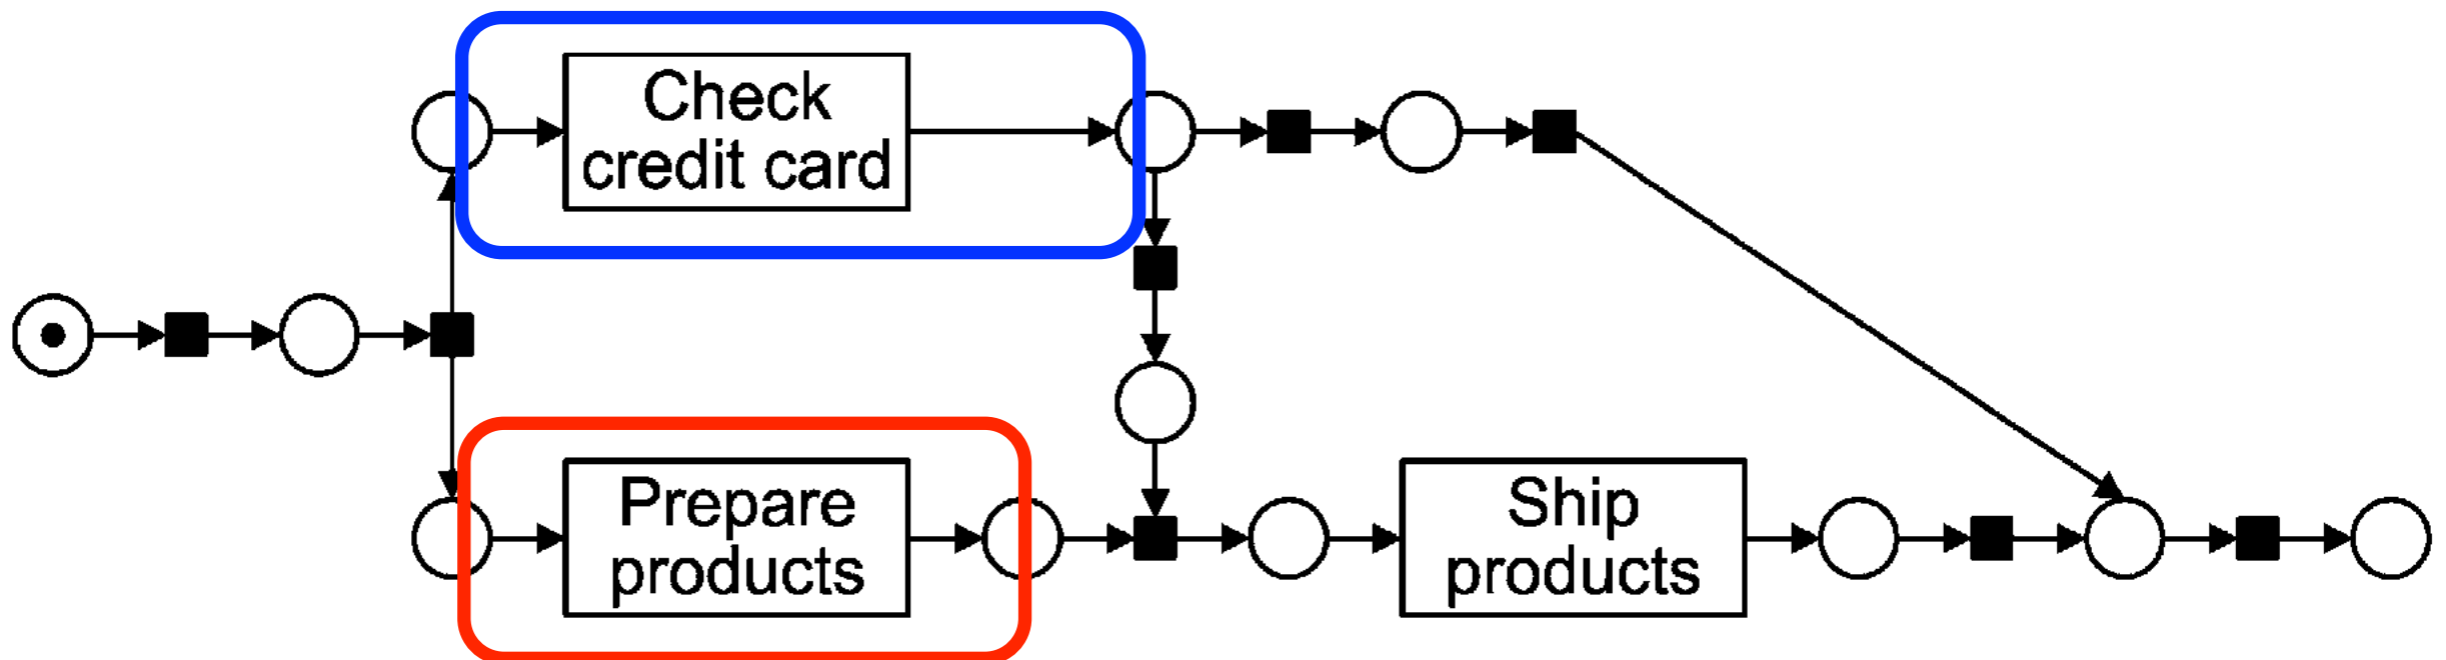 Check
credit card
Prepare
products
Ship
products